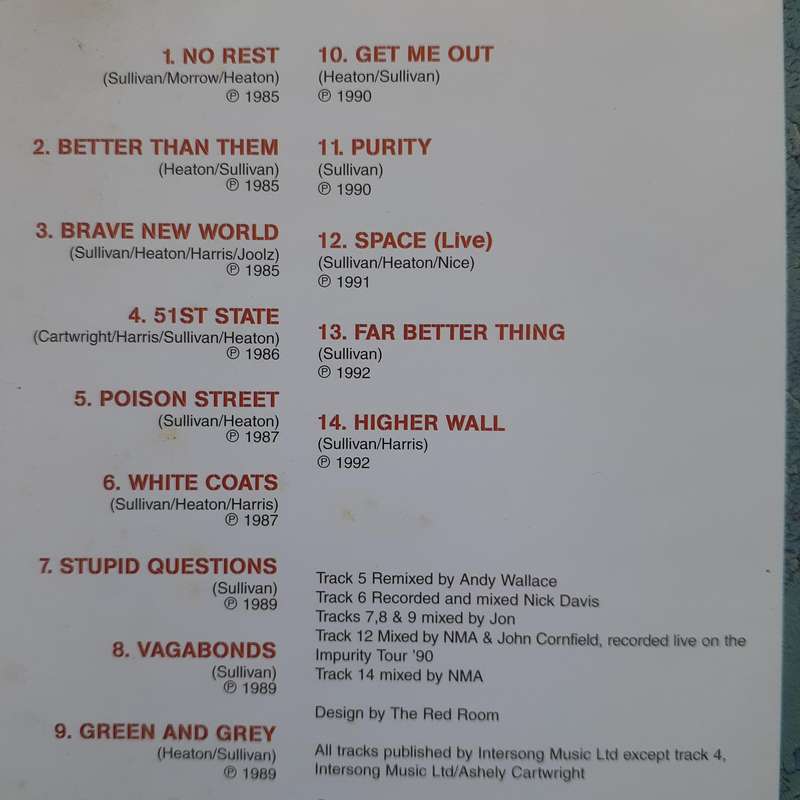 1. NO REST
(Sullivan/Morrow/Heaton)
℗ 1985
2. BETTER THAN THEM
(Heaton/Sullivan)
℗ 1985
3. BRAVE NEW WORLD
(Sullivan/Heaton/Harris/Joolz)
℗ 1985
4. 51ST STATE
(Cartwright/Harris/Sullivan/Heaton)
℗ 1986
5. POISON STREET
(Sullivan/Heaton)
℗ 1987
6. WHITE COATS
(Sullivan/Heaton/Harris)
℗ 1987
7. STUPID QUESTIONS
(Sullivan)
℗ 1989
8. VAGABONDS
(Sullivan)
℗ 1989
9. GREEN AND GREY
(Heaton/Sullivan)
℗ 1989
10. GET ME OUT
(Heaton/Sullivan)
℗ 1990
11. PURITY
(Sullivan)
℗ 1990
12. SPACE (Live)
(Sullivan/Heaton/Nice)
℗ 1991
13. FAR BETTER THING
(Sullivan)
℗ 1992
14. HIGHER WALL
(Sullivan/Harris)
℗ 1992
Track 5 Remixed by Andy Wallace
Track 6 Recorded and mixed Nick Davis
Tracks 7,8 & 9 mixed by Jon
Track 12 Mixed by NMA & John Cornfield, recorded live on the
Impurity Tour '90
Track 14 mixed by NMA
Design by The Red Room
All tracks published by Intersong Music Ltd except track 4,
Intersong Music Ltd/Ashely Cartwright